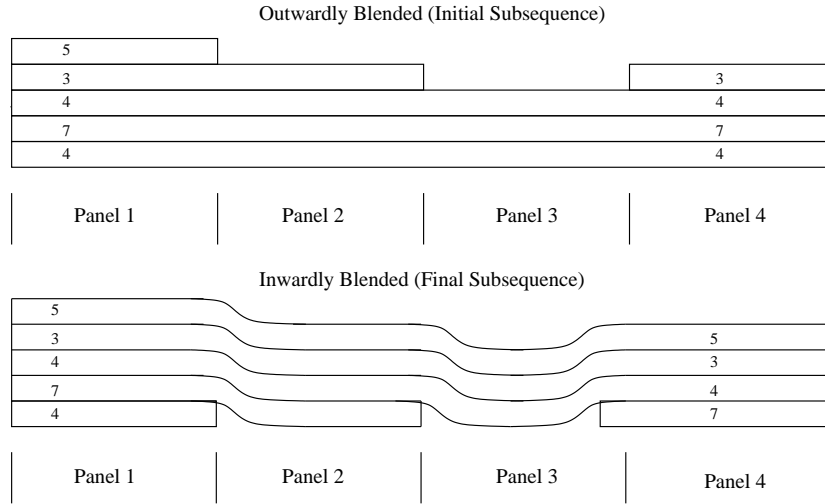 Outwardly Blended (Initial Subsequence)
5
3 3
4 4
7 7
4 4
Panel 1 Panel 2 Panel 3 Panel 4
Inwardly Blended (Final Subsequence)
5
3 5
4 3
7 4
4 7
Panel 1 Panel 2 Panel 3 Panel 4